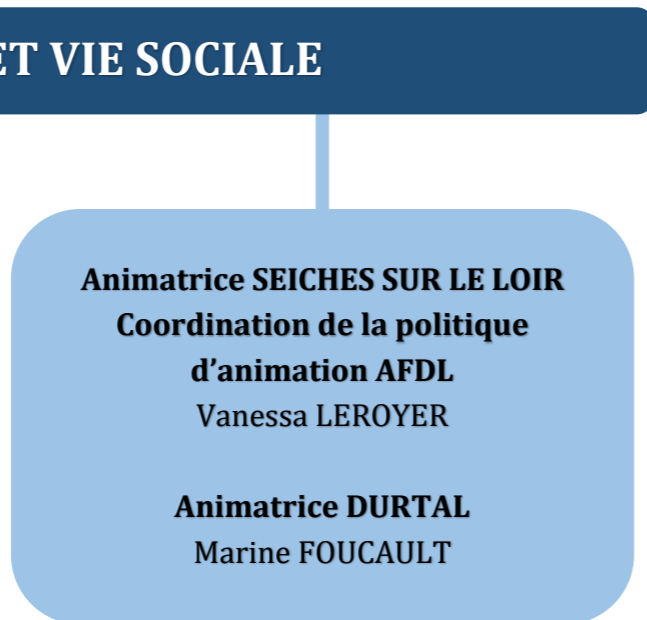 ET VIE SOCIALE
Animatrice SEICHES SUR LE LOIR
Coordination de la politique
d’animation AFDL
Vanessa LEROYER
Animatrice DURTAL
Marine FOUCAULT